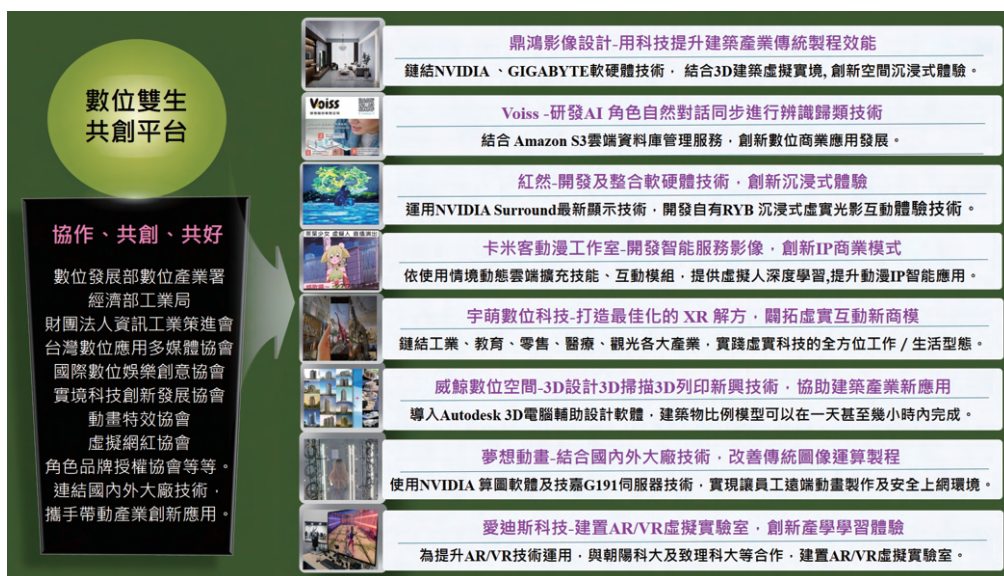 數位雙生
共創平台
協作、共創、共好
數位發展部數位產業署
經濟部工業局
財團法人資訊工業策進會
台灣數位應用多媒體協會
國際數位娛樂創意協會
實境科技創新發展協會
動畫特效協會
虛擬網紅協會
角色品牌授權協會等等。
連結國內外大廠技術，
攜手帶動產業創新應用。
鼎鴻影像設計-用科技提升建築產業傳統製程效能
鏈結NVIDIA 、GIGABYTE軟硬體技術， 結合3D建築虛擬實境, 創新空間沉浸式體驗。
Voiss
Voiss -研發AI 角色自然對話同步進行辨識歸類技術
結合 Amazon S3雲端資料庫管理服務，創新數位商業應用發展。
紅然-開發及整合軟硬體技術，創新沉浸式體驗
運用NVIDIA Surround最新顯示技術，開發自有RYB 沉浸式虛實光影互動體驗技術。
卡米客動漫工作室-開發智能服務影像，創新IP商業模式
依使用情境動態雲端擴充技能、互動模組，提供虛擬人深度學習,提升動漫IP智能應用。
宇萌數位科技-打造最佳化的 XR 解方，闢拓虛實互動新商模
鏈結工業、教育、零售、醫療、觀光各大產業，實踐虛實科技的全方位工作 / 生活型態。
威鯨數位空間-3D設計3D掃描3D列印新興技術，協助建築產業新應用
導入Autodesk 3D電腦輔助設計軟體，建築物比例模型可以在一天甚至幾小時內完成。
夢想動畫-結合國內外大廠技術，改善傳統圖像運算製程
使用NVIDIA 算圖軟體及技嘉G191伺服器技術，實現讓員工遠端動畫製作及安全上網環境。
愛迪斯科技-建置AR/VR虛擬實驗室，創新產學學習體驗
為提升AR/VR技術運用，與朝陽科大及致理科大等合作，建置AR/VR虛擬實驗室。